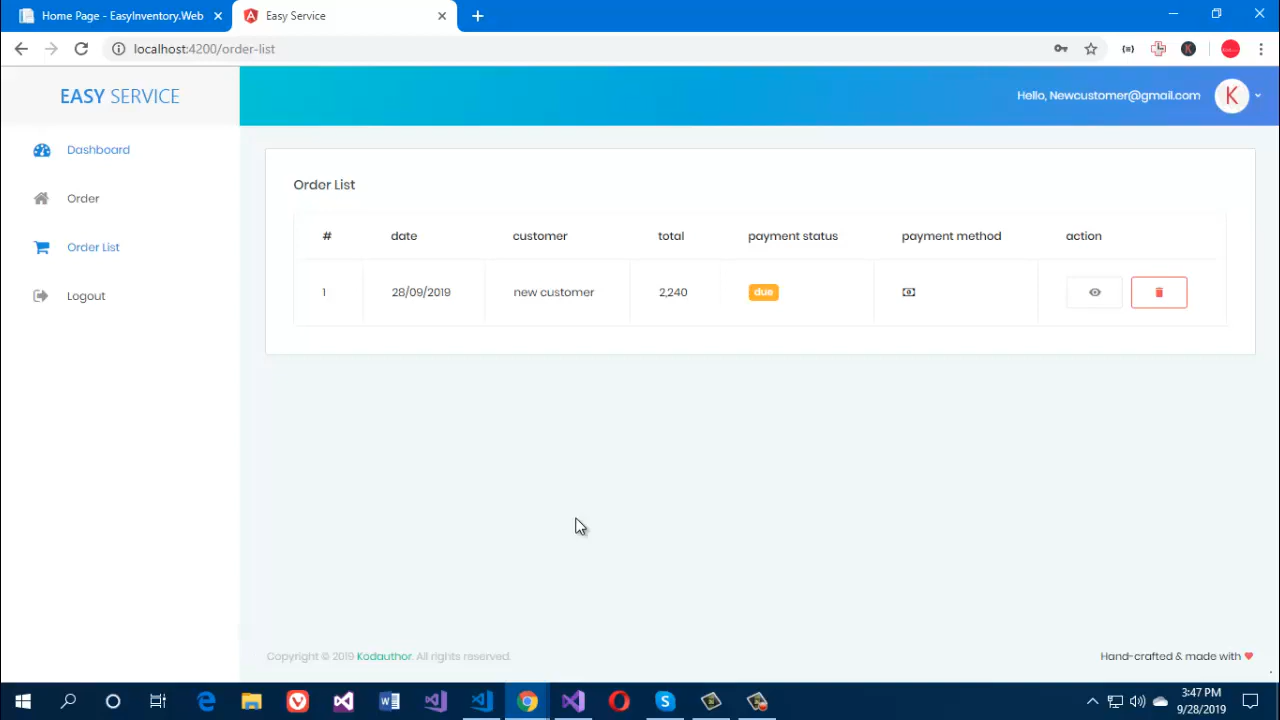 Home Page - EasyInventory.Web
Easy Service
localhost:4200/order-list
EASY SERVICE
Hello, Newcustomer@gmail.com
K
Dashboard
Order
Order List
Logout
Order List
# date customer total payment status payment method action
1 28/09/2019 new customer 2,240 due
Copyright © 2019 Kodauthor. All rights reserved.
Hand-crafted & made with
3:47 PM
9/28/2019